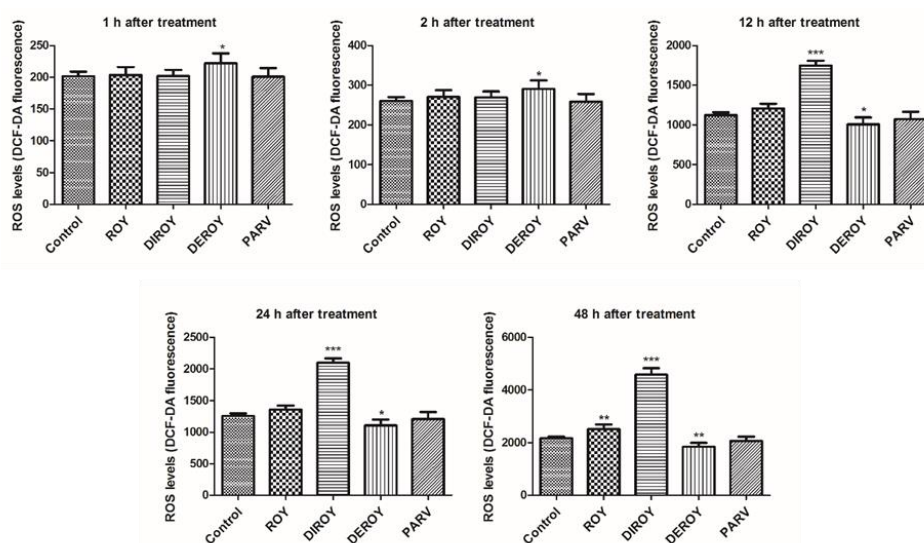 1 h after treatment
ROS levels (DCF-DA fluorescence)
250
200
150
100
50
0
*
Control
ROY
DIROY
DEROY
PARV
2 h after treatment
ROS levels (DCF-DA fluorescence)
400
300
200
100
0
*
Control
ROY
DIROY
DEROY
PARV
12 h after treatment
ROS levels (DCF-DA fluorescence)
2000
1500
1000
500
0
***
*
Control
ROY
DIROY
DEROY
PARV
24 h after treatment
ROS levels (DCF-DA fluorescence)
2500
2000
1500
1000
500
0
***
*
Control
ROY
DIROY
DEROY
PARV
48 h after treatment
ROS levels (DCF-DA fluorescence)
6000
4000
2000
0
**
***
**
Control
ROY
DIROY
DEROY
PARV